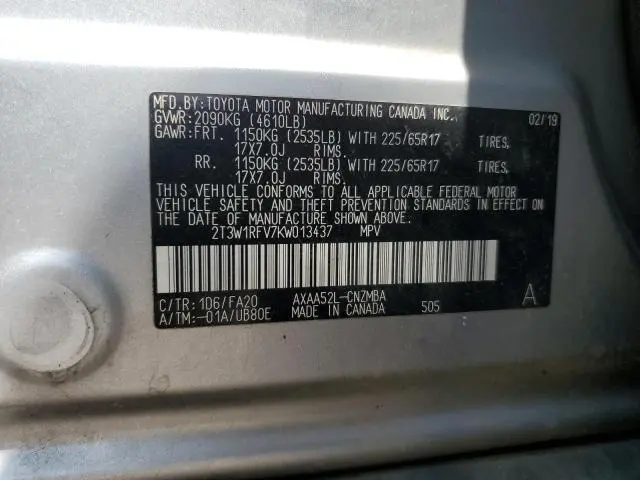 MFD.BY:TOYOTA MOTOR MANUFACTURING CANADA INC. 02/19
GVWR:2090KG (4610LB)
GAWR:FRT. 1150KG (2535LB) WITH 225/65R17 TIRES,
17X7.0J RIMS.
RR. 1150KG (2535LB) WITH 225/65R17 TIRES,
17X7.0J RIMS.
THIS VEHICLE CONFORMS TO ALL APPLICABLE FEDERAL MOTOR
VEHICLE SAFETY AND THEFT PREVENTION STANDARDS IN EFFECT ON
THE DATE OF MANUFACTURE SHOWN ABOVE.
2T3W1RFV7KW013437 MPV
C/TR: 1D6/FA20 AXAA52L-CNZMBA A
A/TM:-01A/UB80E MADE IN CANADA 505